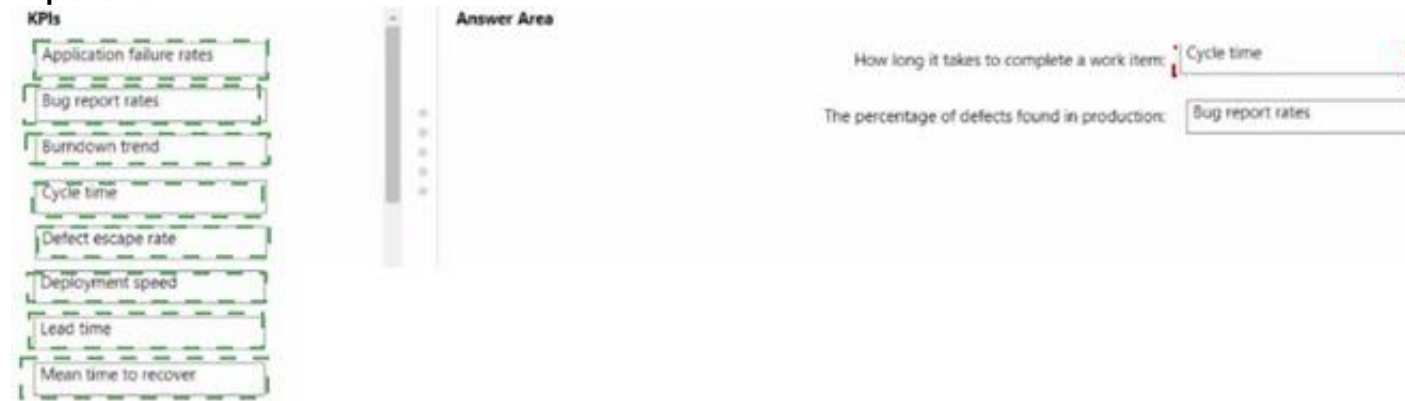 KPIs
Application failure rates
Bug report rates
Burndown trend
Cycle time
Defect escape rate
Deployment speed
Lead time
Mean time to recover
Answer Area
How long it takes to complete a work item: Cycle time
The percentage of defects found in production: Bug report rates